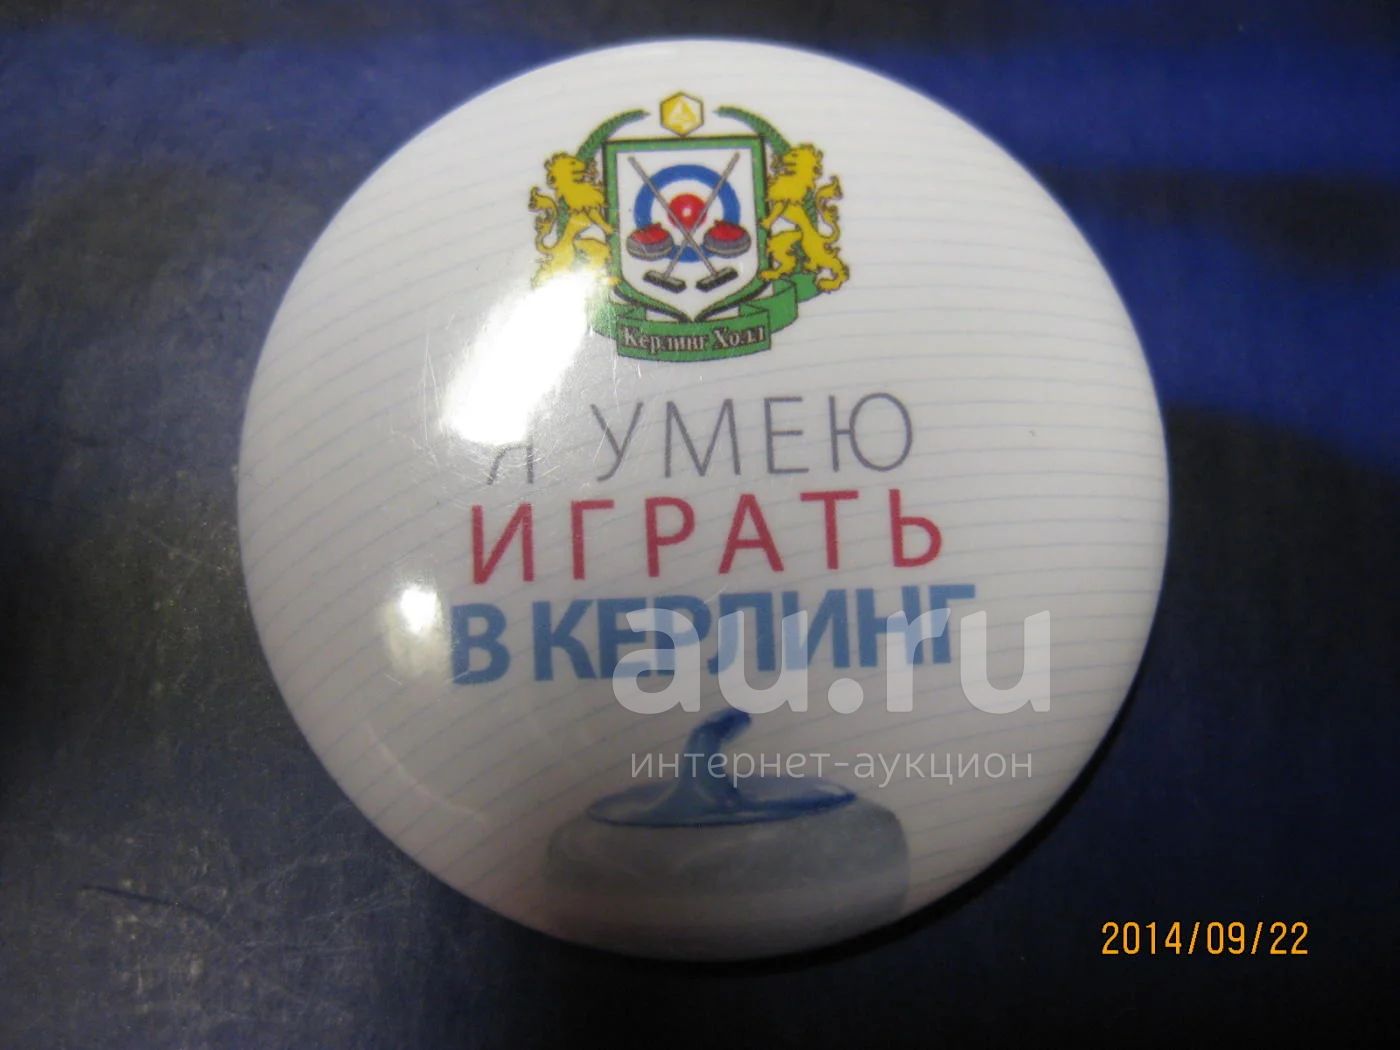 Керлинг Холл
Я УМЕЮ
ИГРАТЬ
В КЕРЛИНГ
au.ru
интернет-аукцион
2014/09/22